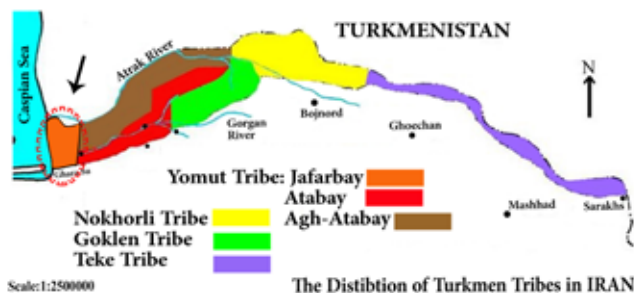 TURKMENISTAN
Caspian Sea
Atrak River
N
Gorgan
River
Bojnord
Ghoechan
Yomut Tribe: Jafarbay
Atabay
Agh-Atabay
Nokhorli Tribe
Goklen Tribe
Teke Tribe
Mashhad
Sarakhs
Scale:1:2500000
The Distibtion of Turkmen Tribes in IRAN